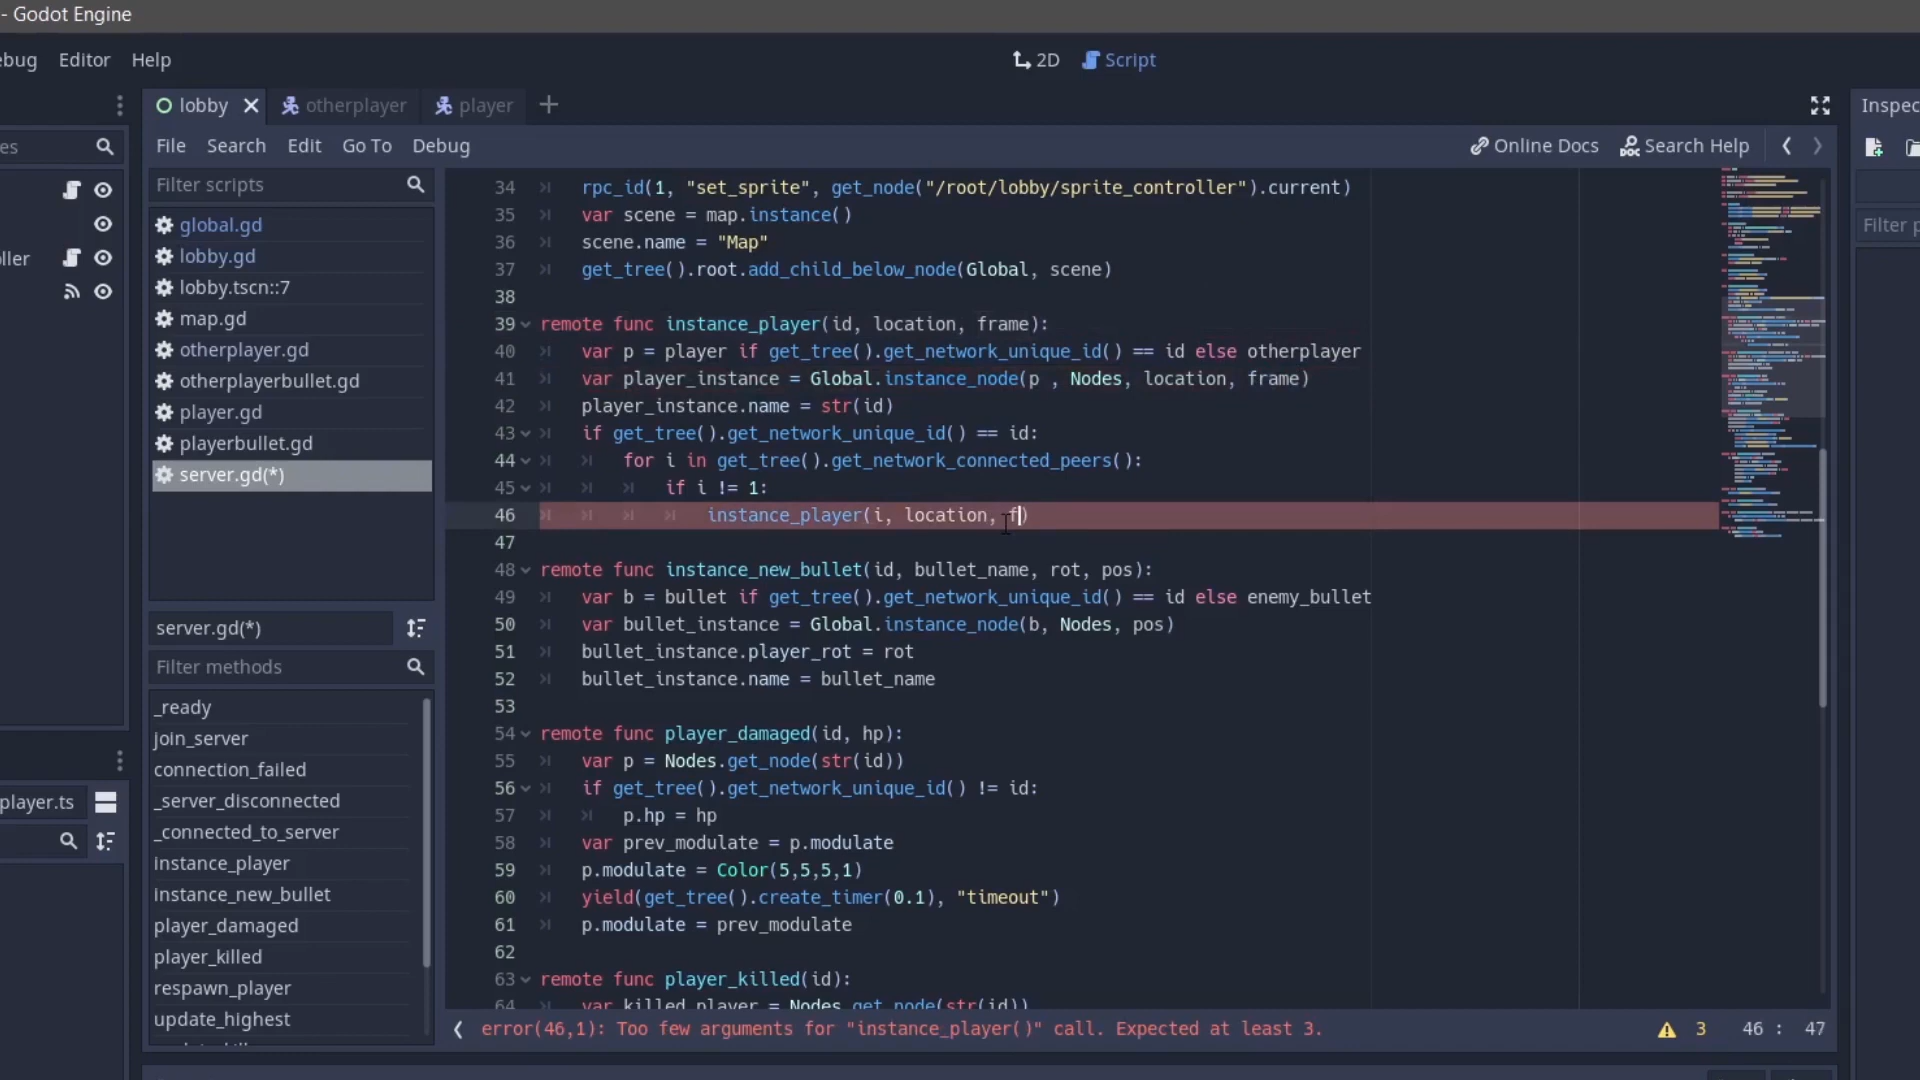 - Godot Engine
ebug Editor Help
2D Script
lobby otherplayer player
Inspec
es
File Search Edit Go To Debug
Online Docs Search Help
Filter scripts
Filter p
ller
global.gd
lobby.gd
lobby.tscn::7
map.gd
otherplayer.gd
otherplayerbullet.gd
player.gd
playerbullet.gd
server.gd(*)
server.gd(*)
Filter methods
_ready
join_server
connection_failed
_server_disconnected
_connected_to_server
instance_player
instance_new_bullet
player_damaged
player_killed
respawn_player
update_highest
player.ts
34 rpc_id(1, "set_sprite", get_node("/root/lobby/sprite_controller").current)
35 var scene = map.instance()
36 scene.name = "Map"
37 get_tree().root.add_child_below_node(Global, scene)
38
39 remote func instance_player(id, location, frame):
40 var p = player if get_tree().get_network_unique_id() == id else otherplayer
41 var player_instance = Global.instance_node(p , Nodes, location, frame)
42 player_instance.name = str(id)
43 if get_tree().get_network_unique_id() == id:
44 for i in get_tree().get_network_connected_peers():
45 if i != 1:
46 instance_player(i, location, f)
47
48 remote func instance_new_bullet(id, bullet_name, rot, pos):
49 var b = bullet if get_tree().get_network_unique_id() == id else enemy_bullet
50 var bullet_instance = Global.instance_node(b, Nodes, pos)
51 bullet_instance.player_rot = rot
52 bullet_instance.name = bullet_name
53
54 remote func player_damaged(id, hp):
55 var p = Nodes.get_node(str(id))
56 if get_tree().get_network_unique_id() != id:
57 p.hp = hp
58 var prev_modulate = p.modulate
59 p.modulate = Color(5,5,5,1)
60 yield(get_tree().create_timer(0.1), "timeout")
61 p.modulate = prev_modulate
62
63 remote func player_killed(id):
64 var killed_player = Nodes.get_node(str(id))
error(46,1): Too few arguments for "instance_player()" call. Expected at least 3.
3 46 : 47